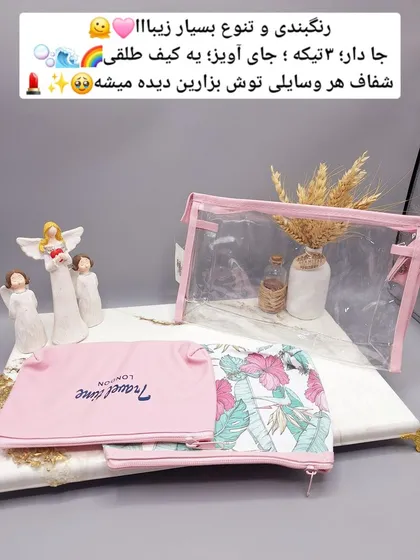 رنگبندی و تنوع بسیار زیباااا🩷🫠
جا دار؛ ۳تیکه ؛ جای آویز؛ یه کیف طلقی🌈🌊🫧
شفاف هر وسایلی توش بزارین دیده میشه🥺✨💄
Travel time
LONDON